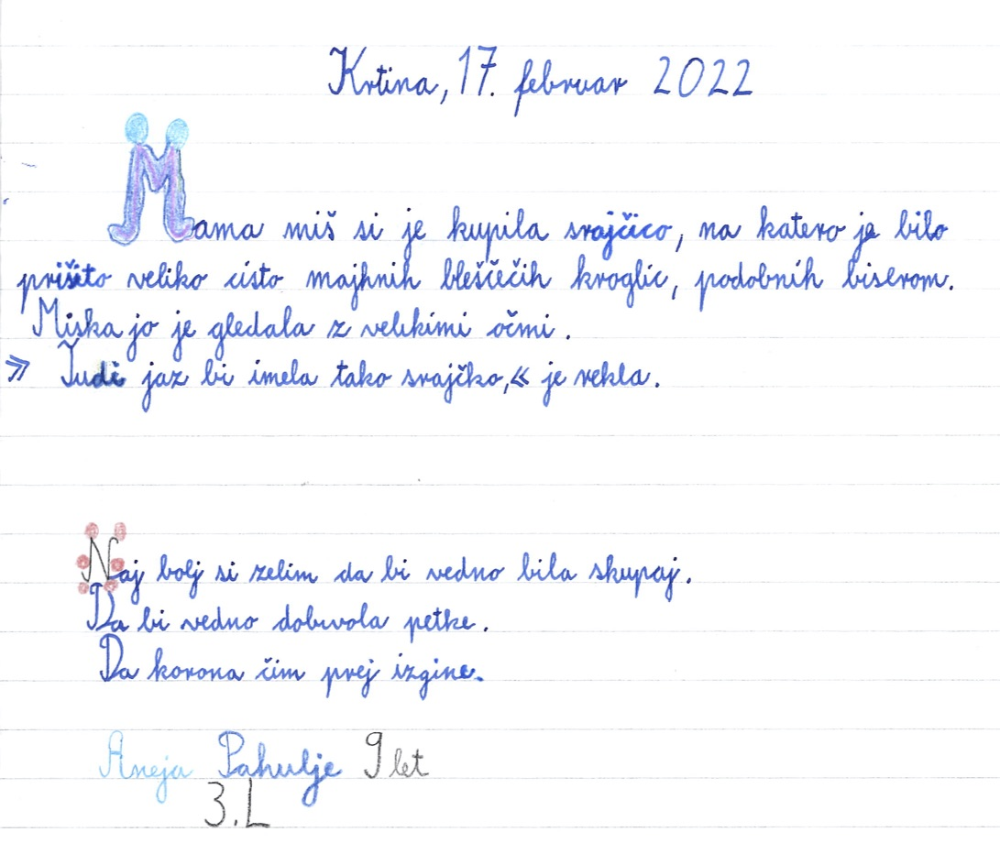 Krtina, 17. februar 2022
Mama miš si je kupila srajčico, na katero je bilo
prišito veliko cisto majhnih bleščečih kroglic, podobnih biserom.
Miska jo je gledala z velikimi očmi.
» Tudi jaz bi imela tako srajčko,« je rekla.
Naj bolj si zelim da bi vedno bila skupaj.
Da bi vedno dobivala petke.
Da korona čim prej izgine.
Aneja Pahulje 9 let
3.L